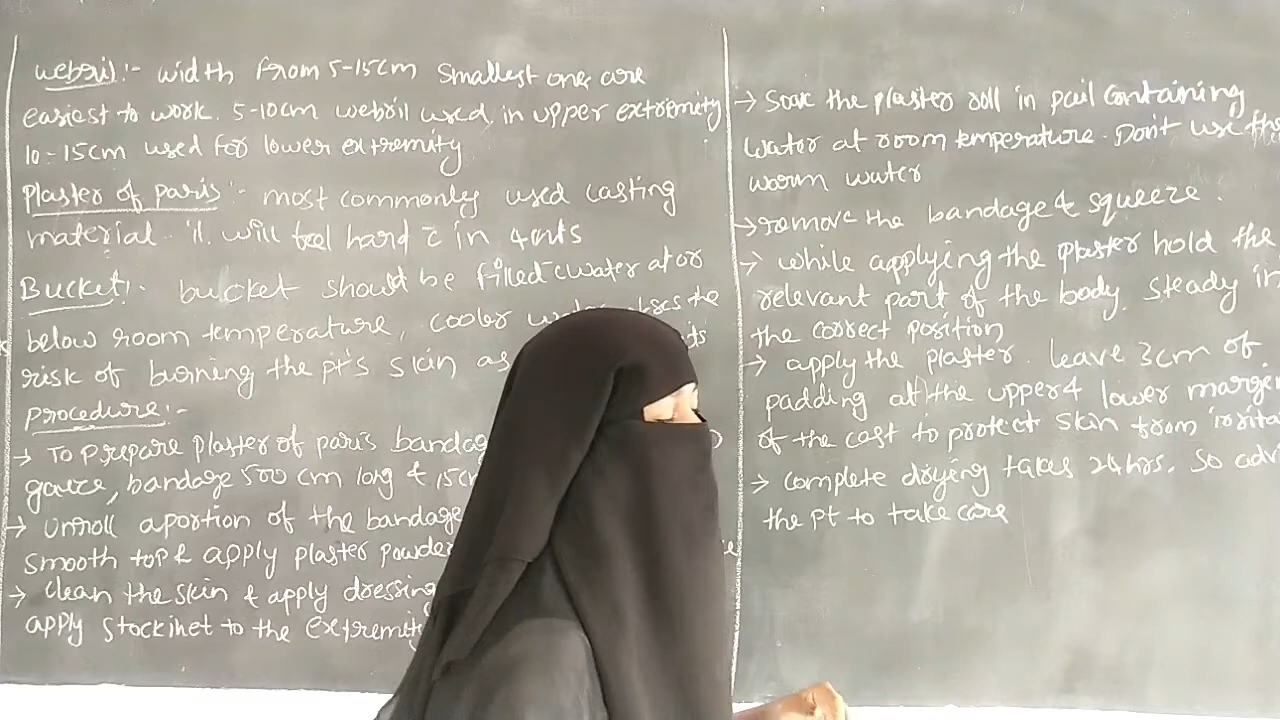 webril:- width from 5-15cm smallest one are
easiest to work. 5-10cm webril used in upper extremity
10-15cm used for lower extremity
Plaster of paris:- most commonly used casting
material it will feel hard c̄ in 4mts
Bucket:- bucket should be filled c̄ water at or
below room temperature, cooler
risk of burning the pt's skin as
procedure:-
→ To prepare plaster of paris
gauze, bandage 500 cm long &
→ unroll a portion of the bandage
smooth top & apply plaster powder
→ clean the skin & apply dressing
apply stockinet to the extremity
→ Soak the plaster roll in pail containing
water at room temperature. Don't use the
worm water
→ remove the bandage & squeeze.
→ while applying the plaster hold the
relevant part of the body. steady in
the correct position
→ apply the plaster. leave 3cm of
padding at the upper & lower margin
of the cast to protect skin from
→ complete drying takes 24hrs. So
the pt to take care